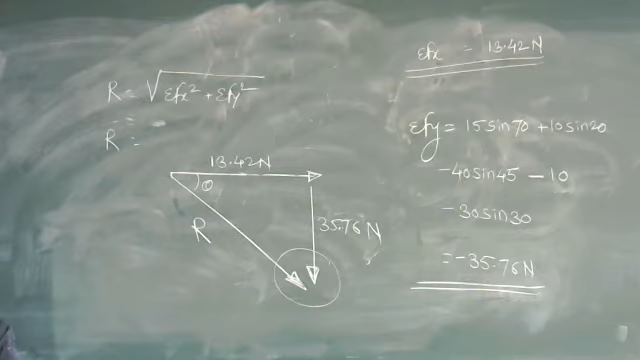 Σfx = 13.42N
R = √Σfx² + Σfy²
R =
Σfy = 15sin70 + 10sin20
-40sin45 - 10
-30sin30
= -35.76N
13.42N
θ
R
35.76N